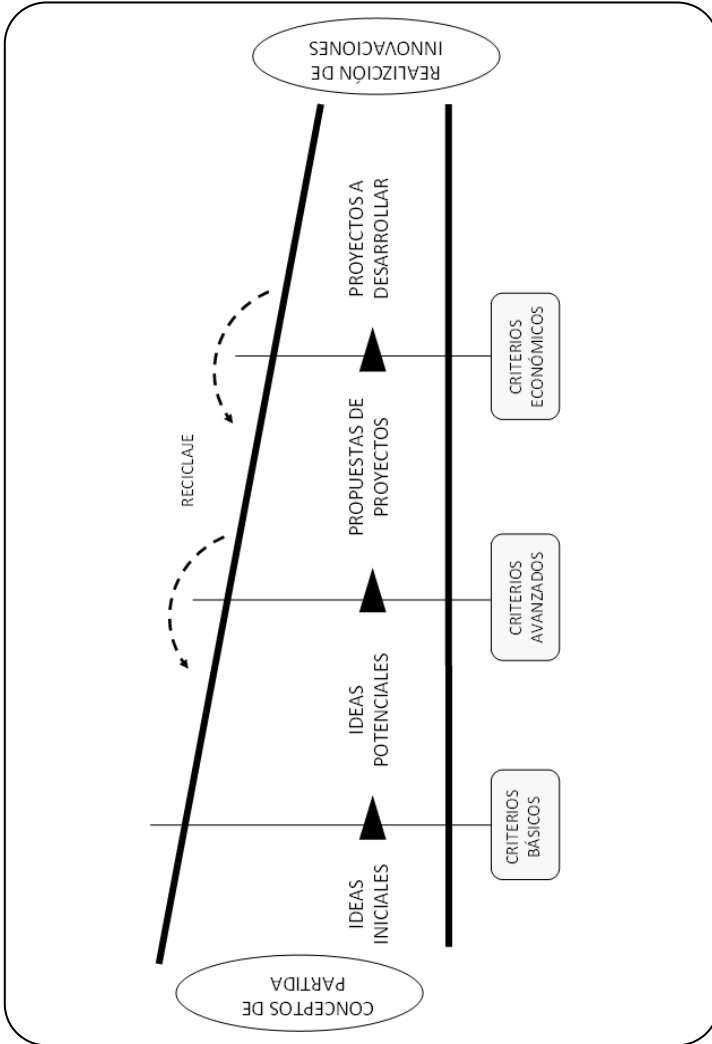 CONCEPTOS DE
PARTIDA
IDEAS
INICIALES
IDEAS
POTENCIALES
PROPUESTAS DE
PROYECTOS
PROYECTOS A
DESARROLLAR
REALIZCIÓN DE
INNOVACIONES
RECICLAJE
CRITERIOS
BÁSICOS
CRITERIOS
AVANZADOS
CRITERIOS
ECONÓMICOS